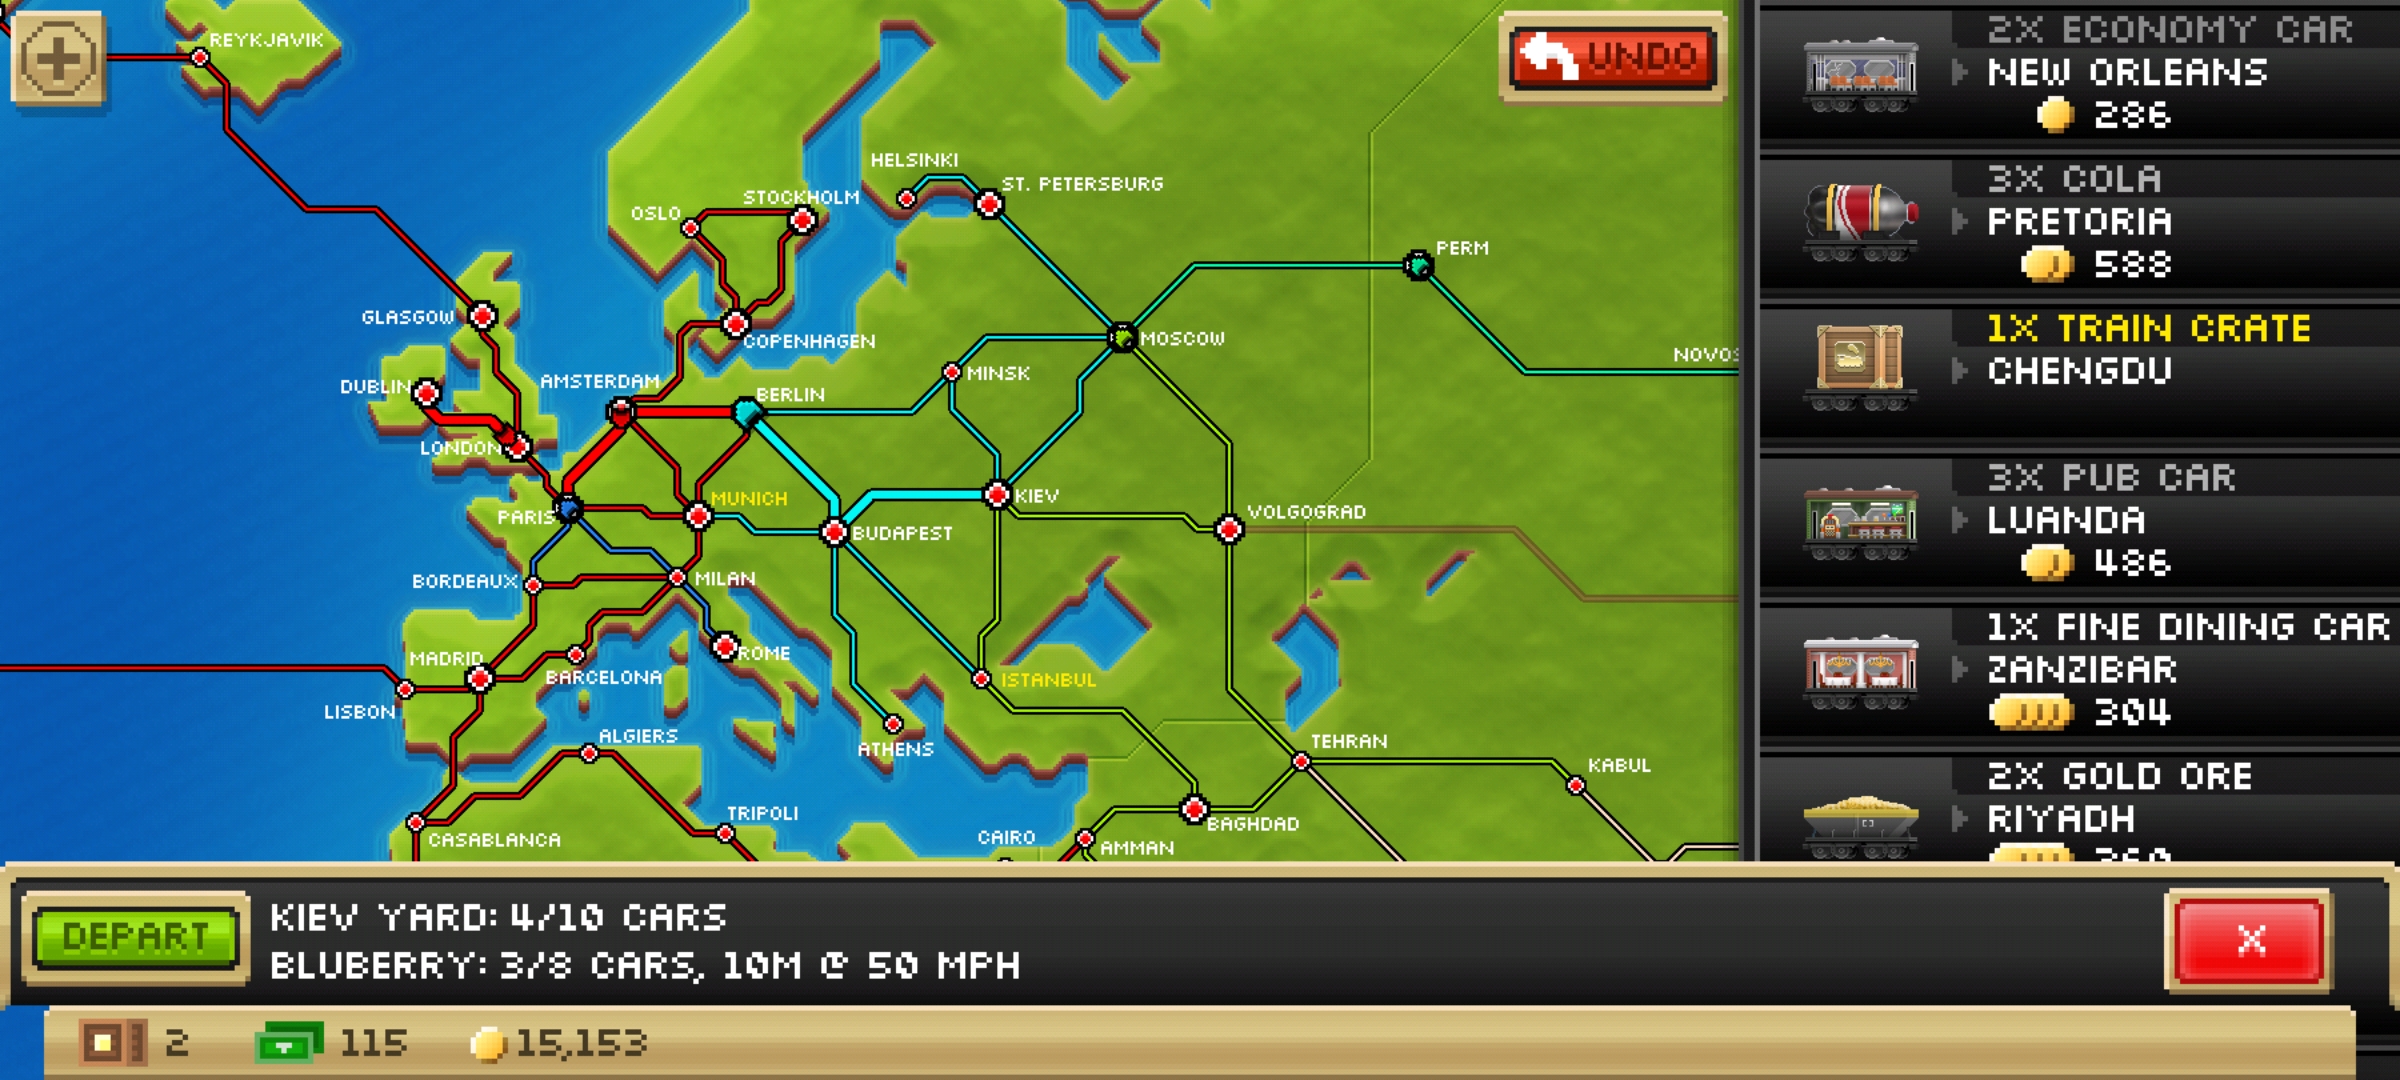 REYKJAVIK
UNDO
HELSINKI
ST. PETERSBURG
STOCKHOLM
OSLO
PERM
GLASGOW
COPENHAGEN
MOSCOW
MINSK
DUBLIN
AMSTERDAM
BERLIN
LONDON
MUNICH
KIEV
PARIS
BUDAPEST
VOLGOGRAD
BORDEAUX
MILAN
MADRID
ROME
BARCELONA
ISTANBUL
LISBON
ALGIERS
ATHENS
TEHRAN
KABUL
TRIPOLI
BAGHDAD
CASABLANCA
CAIRO
AMMAN
2X ECONOMY CAR
NEW ORLEANS
286
3X COLA
PRETORIA
588
1X TRAIN CRATE
CHENGDU
3X PUB CAR
LUANDA
486
1X FINE DINING CAR
ZANZIBAR
304
2X GOLD ORE
RIYADH
DEPART
KIEV YARD: 4/10 CARS
BLUBERRY: 3/8 CARS, 10M @ 50 MPH
X
2
115
15,153